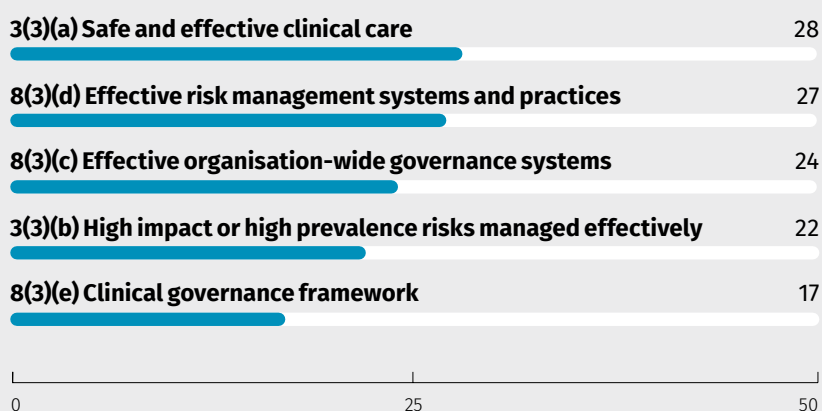 3(3)(a) Safe and effective clinical care 28
8(3)(d) Effective risk management systems and practices 27
8(3)(c) Effective organisation-wide governance systems 24
3(3)(b) High impact or high prevalence risks managed effectively 22
8(3)(e) Clinical governance framework 17
0 25 50